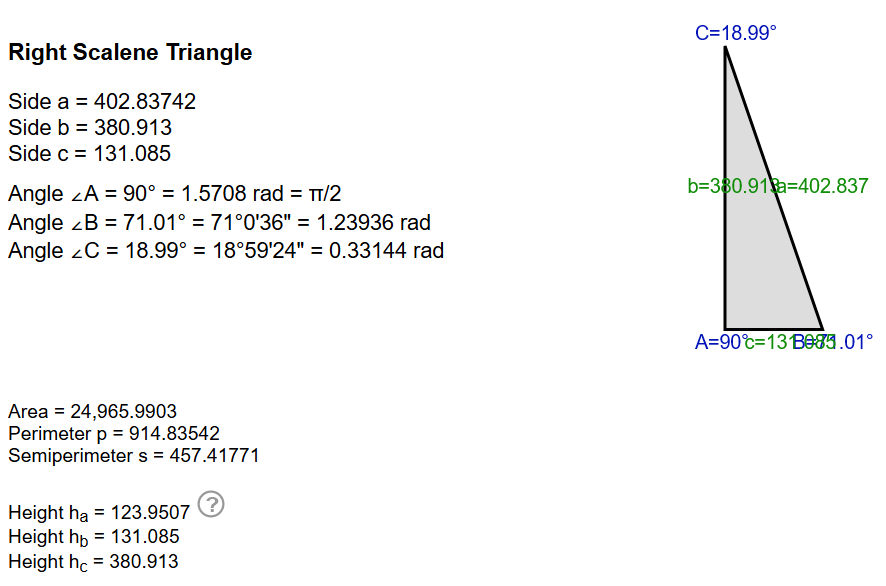 C=18.99°
Right Scalene Triangle
Side a = 402.83742
Side b = 380.913
Side c = 131.085
b=380.913
a=402.837
Angle ∠A = 90° = 1.5708 rad = π/2
Angle ∠B = 71.01° = 71°0'36" = 1.23936 rad
Angle ∠C = 18.99° = 18°59'24" = 0.33144 rad
A=90°
c=131.085
B=71.01°
Area = 24,965.9903
Perimeter p = 914.83542
Semiperimeter s = 457.41771
Height hₐ = 123.9507 ?
Height h_b = 131.085
Height h_c = 380.913